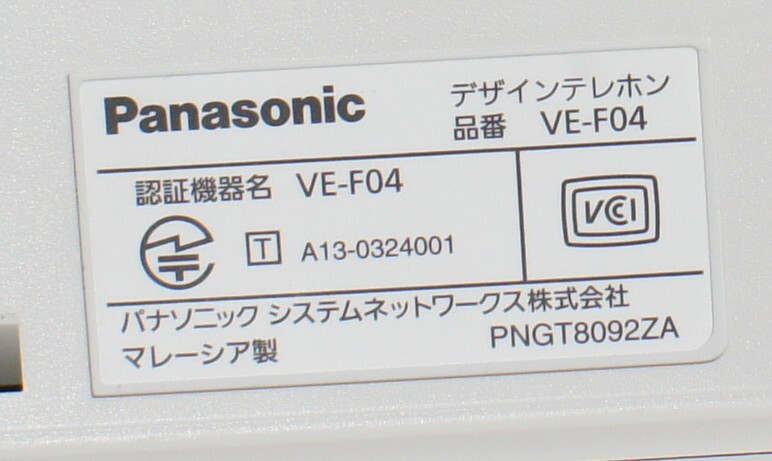 Panasonic
デザインテレホン
品番 VE-F04
認証機器名 VE-F04
T A13-0324001
VCI
パナソニック システムネットワークス株式会社
マレーシア製 PNGT8092ZA